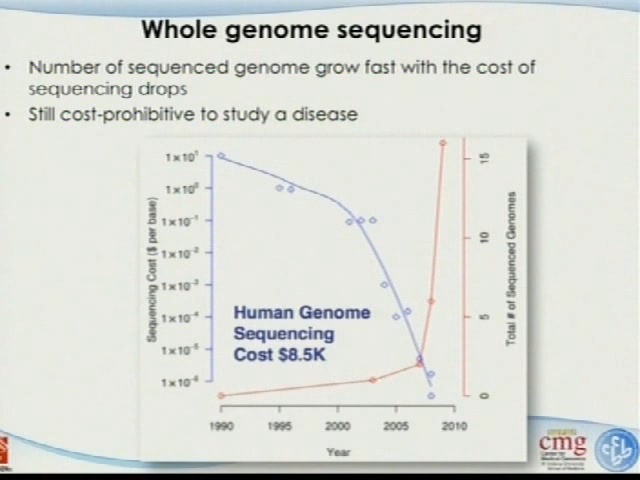 Whole genome sequencing
• Number of sequenced genome grow fast with the cost of
sequencing drops
• Still cost-prohibitive to study a disease
Sequencing Cost ($ per base)
1×10¹
1×10⁰
1×10⁻¹
1×10⁻²
1×10⁻³
1×10⁻⁴
1×10⁻⁵
1×10⁻⁶
Human Genome
Sequencing
Cost $8.5K
15
10
5
0
Total # of Sequenced Genomes
1990
1995
2000
2005
2010
Year
cmg